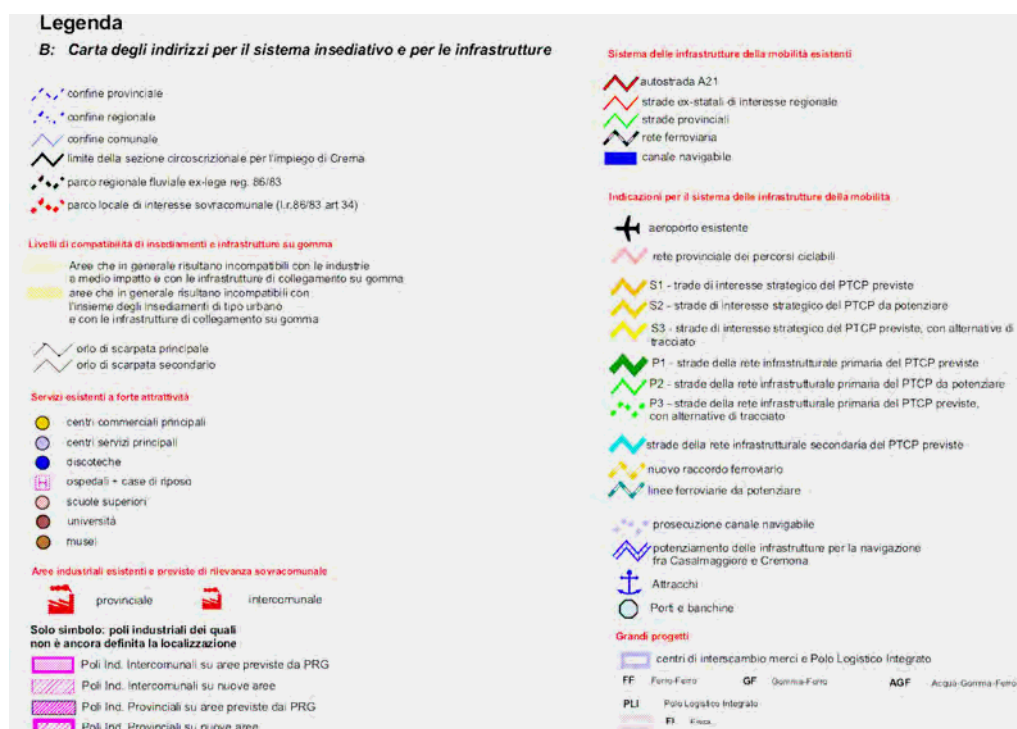 Legenda
B: Carta degli indirizzi per il sistema insediativo e per le infrastrutture
confine provinciale
confine regionale
confine comunale
limite della sezione circoscrizionale per l'impiego di Crema
parco regionale fluviale ex-lege reg. 86/83
parco locale di interesse sovracomunale (l.r.86/83 art 34)
Livelli di compatibilità di insediamenti e infrastrutture su gomma
Aree che in generale risultano incompatibili con le industrie
a medio impatto e con le infrastrutture di collegamento su gomma
aree che in generale risultano incompatibili con
l'insieme degli insediamenti di tipo urbano
e con le infrastrutture di collegamento su gomma
orlo di scarpata principale
orlo di scarpata secondario
Servizi esistenti a forte attrattività
centri commerciali principali
centri servizi principali
discoteche
H ospedali + case di riposo
scuole superiori
università
musei
Aree industriali esistenti e previste di rilevanza sovracomunale
provinciale
intercomunale
Solo simbolo: poli industriali dei quali
non è ancora definita la localizzazione
Poli Ind. Intercomunali su aree previste da PRG
Poli Ind. Intercomunali su nuove aree
Poli Ind. Provinciali su aree previste dai PRG
Poli Ind. Provinciali su nuove aree
Sistema delle infrastrutture della mobilità esistenti
autostrada A21
strade ex-statali di interesse regionale
strade provinciali
rete ferroviaria
canale navigabile
Indicazioni per il sistema delle infrastrutture della mobilità
aeroporto esistente
rete provinciale dei percorsi ciclabili
S1 - trade di interesse strategico del PTCP previste
S2 - strade di interesse strategico del PTCP da potenziare
S3 - strade di interesse strategico del PTCP previste, con alternative di
tracciato
P1 - strade della rete infrastrutturale primaria del PTCP previste
P2 - strade della rete infrastrutturale primaria del PTCP da potenziare
P3 - strade della rete infrastrutturale primaria del PTCP previste,
con alternative di tracciato
strade della rete infrastrutturale secondaria del PTCP previste
nuovo raccordo ferroviario
linee ferroviarie da potenziare
prosecuzione canale navigabile
potenziamento delle infrastrutture per la navigazione
fra Casalmaggiore e Cremona
Attracchi
Porti e banchine
Grandi progetti
centri di interscambio merci e Polo Logistico Integrato
FF Ferro-Ferro GF Gomma-Ferro AGF Acqua-Gomma-Ferro
PLI Polo Logistico Integrato
FI